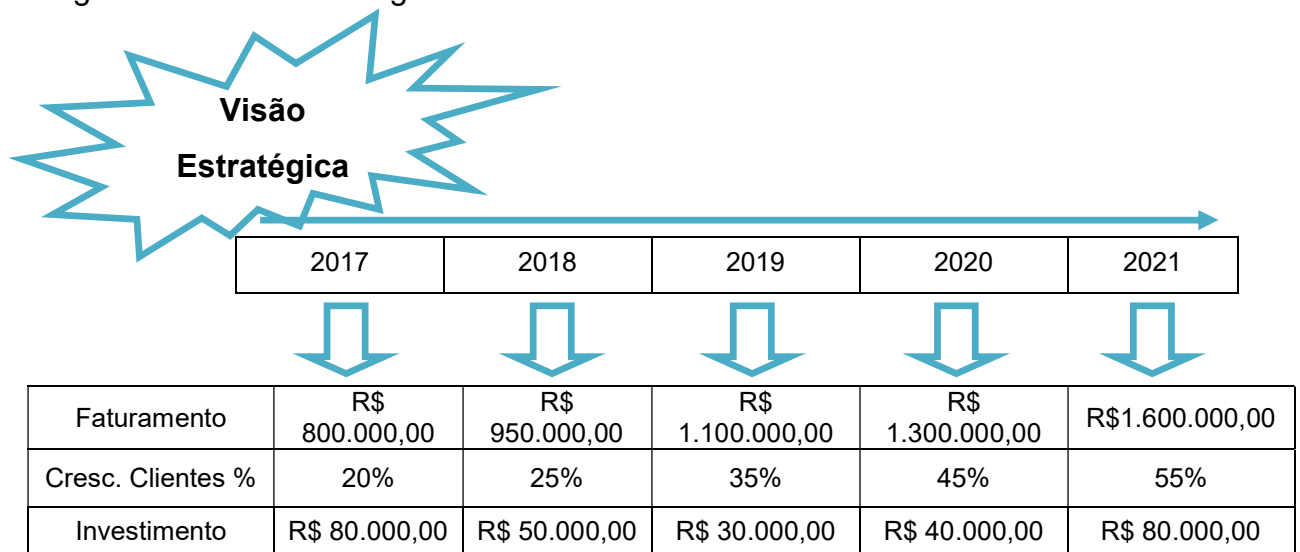 Visão
Estratégica
2017 2018 2019 2020 2021
Faturamento R$ 800.000,00 R$ 950.000,00 R$ 1.100.000,00 R$ 1.300.000,00 R$1.600.000,00
Cresc. Clientes % 20% 25% 35% 45% 55%
Investimento R$ 80.000,00 R$ 50.000,00 R$ 30.000,00 R$ 40.000,00 R$ 80.000,00